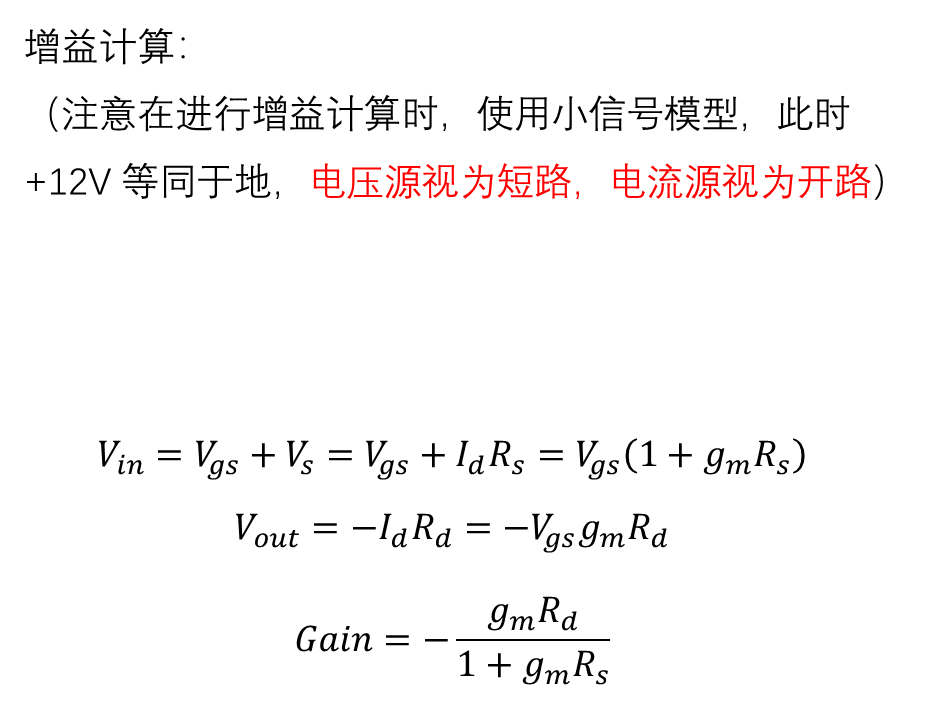 增益计算：
（注意在进行增益计算时，使用小信号模型，此时
+12V 等同于地，电压源视为短路，电流源视为开路）
V_{in} = V_{gs} + V_s = V_{gs} + I_d R_s = V_{gs}(1 + g_m R_s)
V_{out} = −I_d R_d = −V_{gs} g_m R_d
Gain = −\frac{g_m R_d}{1 + g_m R_s}